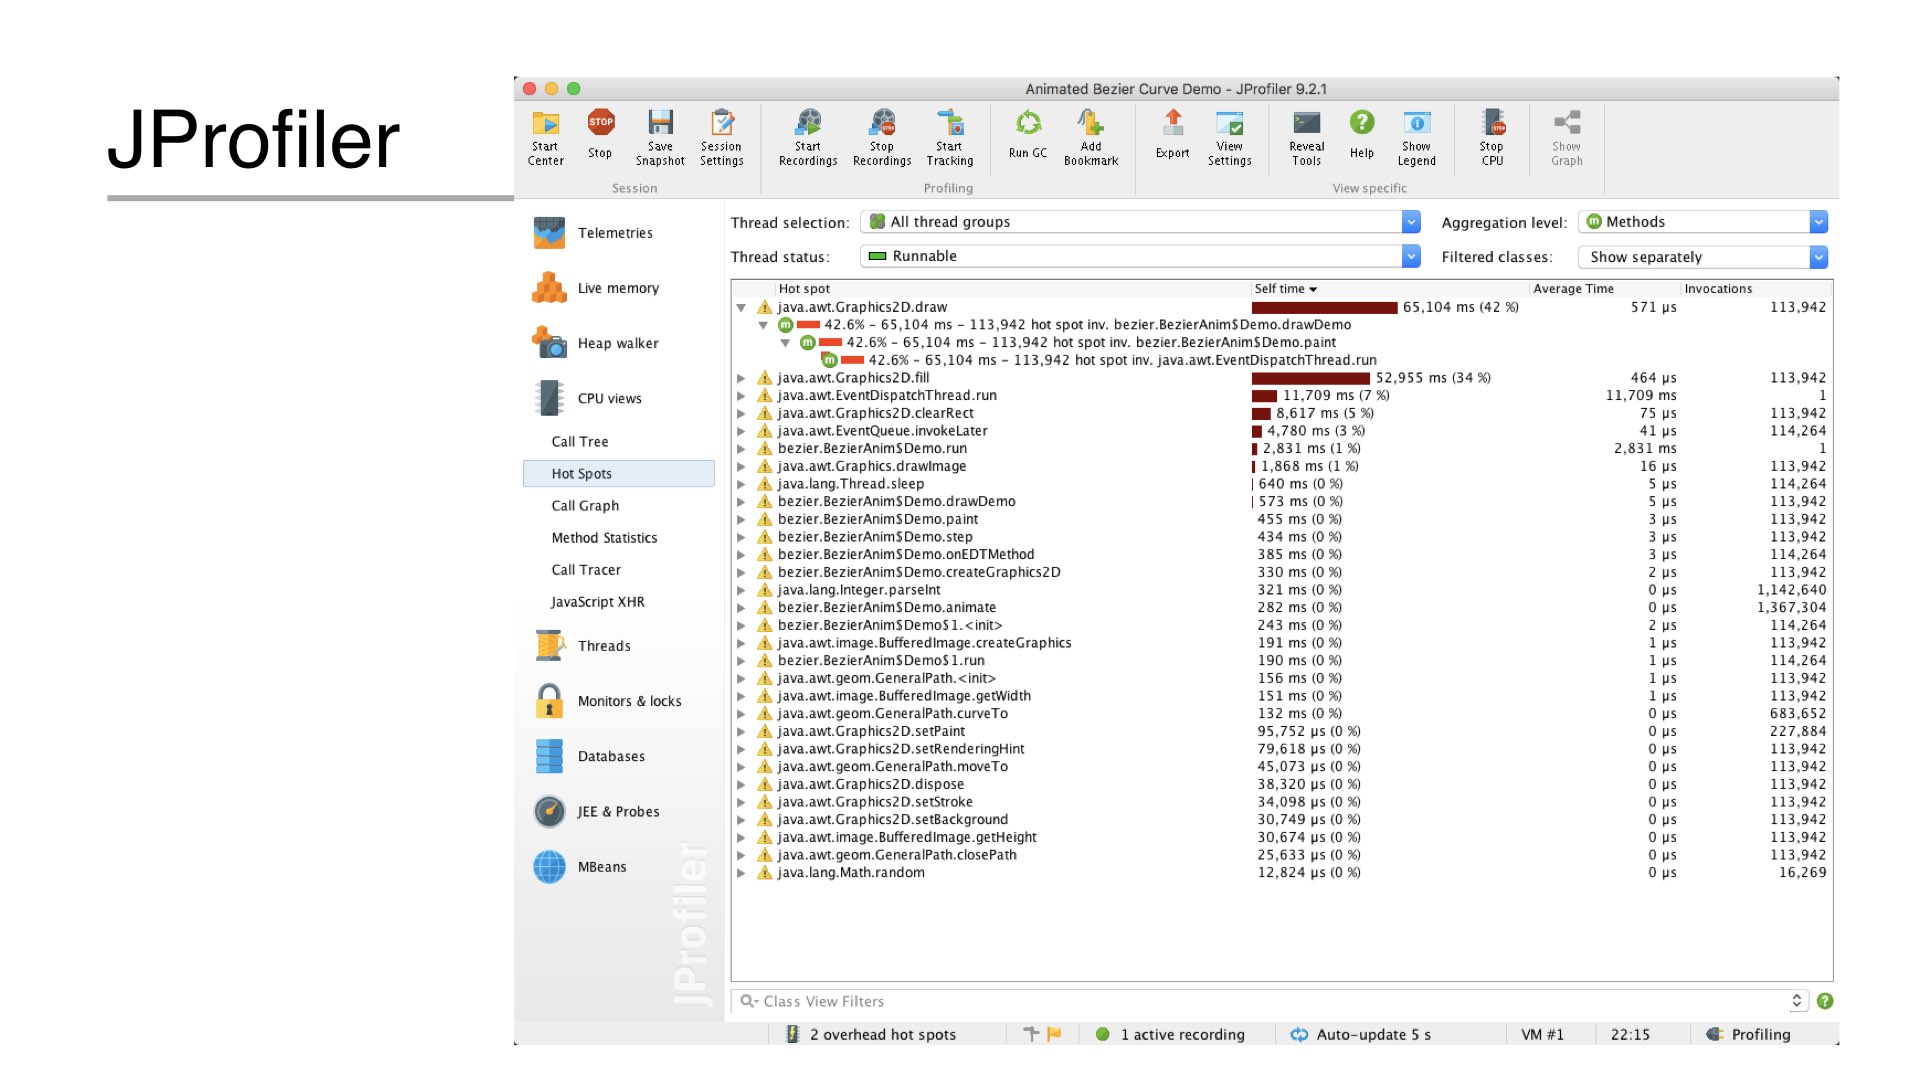 JProfiler
Animated Bezier Curve Demo - JProfiler 9.2.1
Start Center
STOP
Stop
Save Snapshot
Session Settings
Start Recordings
Stop Recordings
Start Tracking
Run GC
Add Bookmark
Export
View Settings
Reveal Tools
Help
Show Legend
Stop CPU
Show Graph
Session
Profiling
View specific
Telemetries
Live memory
Heap walker
CPU views
Call Tree
Hot Spots
Call Graph
Method Statistics
Call Tracer
JavaScript XHR
Threads
Monitors & locks
Databases
JEE & Probes
MBeans
JProfiler
Thread selection: All thread groups Aggregation level: Methods
Thread status: Runnable Filtered classes: Show separately
Hot spot Self time Average Time Invocations
java.awt.Graphics2D.draw 65,104 ms (42 %) 571 µs 113,942
42.6% - 65,104 ms - 113,942 hot spot inv. bezier.BezierAnim$Demo.drawDemo
42.6% - 65,104 ms - 113,942 hot spot inv. bezier.BezierAnim$Demo.paint
42.6% - 65,104 ms - 113,942 hot spot inv. java.awt.EventDispatchThread.run
java.awt.Graphics2D.fill 52,955 ms (34 %) 464 µs 113,942
java.awt.EventDispatchThread.run 11,709 ms (7 %) 11,709 ms 1
java.awt.Graphics2D.clearRect 8,617 ms (5 %) 75 µs 113,942
java.awt.EventQueue.invokeLater 4,780 ms (3 %) 41 µs 114,264
bezier.BezierAnim$Demo.run 2,831 ms (1 %) 2,831 ms 1
java.awt.Graphics.drawImage 1,868 ms (1 %) 16 µs 113,942
java.lang.Thread.sleep 640 ms (0 %) 5 µs 114,264
bezier.BezierAnim$Demo.drawDemo 573 ms (0 %) 5 µs 113,942
bezier.BezierAnim$Demo.paint 455 ms (0 %) 3 µs 113,942
bezier.BezierAnim$Demo.step 434 ms (0 %) 3 µs 113,942
bezier.BezierAnim$Demo.onEDTMethod 385 ms (0 %) 3 µs 114,264
bezier.BezierAnim$Demo.createGraphics2D 330 ms (0 %) 2 µs 113,942
java.lang.Integer.parseInt 321 ms (0 %) 0 µs 1,142,640
bezier.BezierAnim$Demo.animate 282 ms (0 %) 0 µs 1,367,304
bezier.BezierAnim$Demo$1.<init> 243 ms (0 %) 2 µs 114,264
java.awt.image.BufferedImage.createGraphics 191 ms (0 %) 1 µs 113,942
bezier.BezierAnim$Demo$1.run 190 ms (0 %) 1 µs 114,264
java.awt.geom.GeneralPath.<init> 156 ms (0 %) 1 µs 113,942
java.awt.image.BufferedImage.getWidth 151 ms (0 %) 1 µs 113,942
java.awt.geom.GeneralPath.curveTo 132 ms (0 %) 0 µs 683,652
java.awt.Graphics2D.setPaint 95,752 µs (0 %) 0 µs 227,884
java.awt.Graphics2D.setRenderingHint 79,618 µs (0 %) 0 µs 113,942
java.awt.geom.GeneralPath.moveTo 45,073 µs (0 %) 0 µs 113,942
java.awt.Graphics2D.dispose 38,320 µs (0 %) 0 µs 113,942
java.awt.Graphics2D.setStroke 34,098 µs (0 %) 0 µs 113,942
java.awt.Graphics2D.setBackground 30,749 µs (0 %) 0 µs 113,942
java.awt.image.BufferedImage.getHeight 30,674 µs (0 %) 0 µs 113,942
java.awt.geom.GeneralPath.closePath 25,633 µs (0 %) 0 µs 113,942
java.lang.Math.random 12,824 µs (0 %) 0 µs 16,269
Class View Filters
2 overhead hot spots 1 active recording Auto-update 5 s VM #1 22:15 Profiling